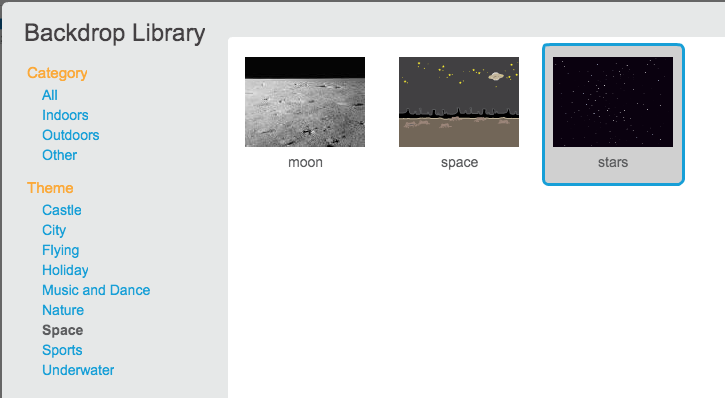 Backdrop Library
Category
All
Indoors
Outdoors
Other
Theme
Castle
City
Flying
Holiday
Music and Dance
Nature
Space
Sports
Underwater
moon
space
stars